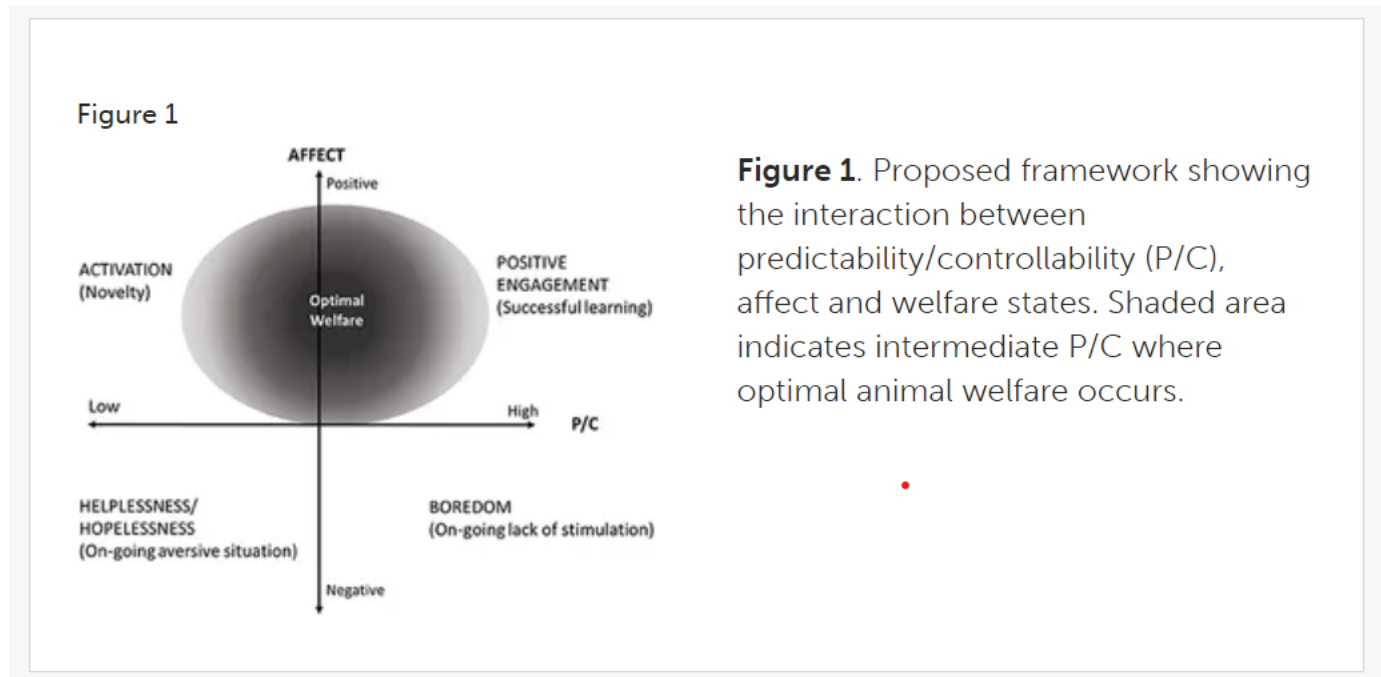 Figure 1
AFFECT
Positive
ACTIVATION
(Novelty)
POSITIVE
ENGAGEMENT
(Successful learning)
Optimal
Welfare
Low
High
P/C
HELPLESSNESS/
HOPELESSNESS
(On-going aversive situation)
BOREDOM
(On-going lack of stimulation)
Negative
Figure 1. Proposed framework showing
the interaction between
predictability/controllability (P/C),
affect and welfare states. Shaded area
indicates intermediate P/C where
optimal animal welfare occurs.